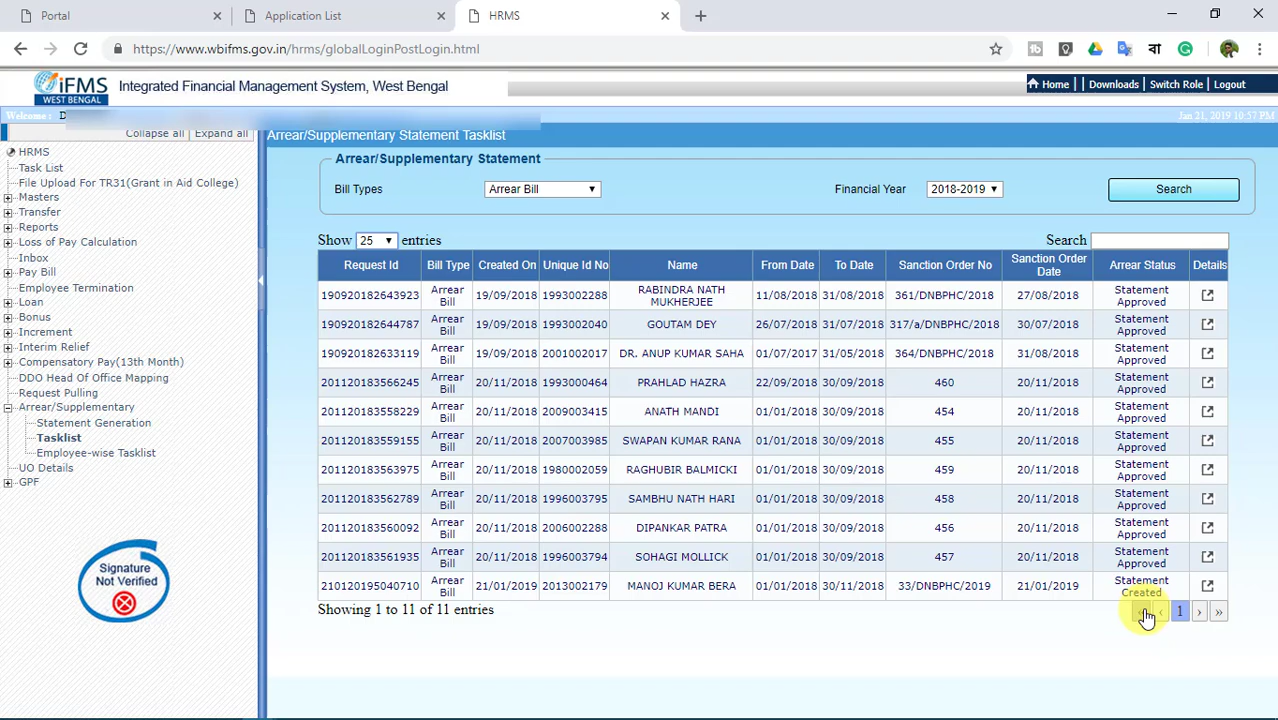 Portal
Application List
HRMS
https://www.wbifms.gov.in/hrms/globalLoginPostLogin.html
বা
iFMS
WEST BENGAL
Integrated Financial Management System, West Bengal
Home | Downloads | Switch Role | Logout
Welcome : D
Jan 21, 2019 10:57 PM
Collapse all | Expand all
HRMS
Task List
File Upload For TR31(Grant in Aid College)
Masters
Transfer
Reports
Loss of Pay Calculation
Inbox
Pay Bill
Employee Termination
Loan
Bonus
Increment
Interim Relief
Compensatory Pay(13th Month)
DDO Head Of Office Mapping
Request Pulling
Arrear/Supplementary
Statement Generation
Tasklist
Employee-wise Tasklist
UO Details
GPF
Signature
Not Verified
Arrear/Supplementary Statement Tasklist
Arrear/Supplementary Statement
Bill Types Arrear Bill Financial Year 2018-2019 Search
Show 25 entries Search
Request Id Bill Type Created On Unique Id No Name From Date To Date Sanction Order No Sanction Order Date Arrear Status Details
190920182643923 Arrear Bill 19/09/2018 1993002288 RABINDRA NATH MUKHERJEE 11/08/2018 31/08/2018 361/DNBPHC/2018 27/08/2018 Statement Approved
190920182644787 Arrear Bill 19/09/2018 1993002040 GOUTAM DEY 26/07/2018 31/07/2018 317/a/DNBPHC/2018 30/07/2018 Statement Approved
190920182633119 Arrear Bill 19/09/2018 2001002017 DR. ANUP KUMAR SAHA 01/07/2017 31/05/2018 364/DNBPHC/2018 31/08/2018 Statement Approved
201120183566245 Arrear Bill 20/11/2018 1993000464 PRAHLAD HAZRA 22/09/2018 30/09/2018 460 20/11/2018 Statement Approved
201120183558229 Arrear Bill 20/11/2018 2009003415 ANATH MANDI 01/01/2018 30/09/2018 454 20/11/2018 Statement Approved
201120183559155 Arrear Bill 20/11/2018 2007003985 SWAPAN KUMAR RANA 01/01/2018 30/09/2018 455 20/11/2018 Statement Approved
201120183563975 Arrear Bill 20/11/2018 1980002059 RAGHUBIR BALMICKI 01/01/2018 30/09/2018 459 20/11/2018 Statement Approved
201120183562789 Arrear Bill 20/11/2018 1996003795 SAMBHU NATH HARI 01/01/2018 30/09/2018 458 20/11/2018 Statement Approved
201120183560092 Arrear Bill 20/11/2018 2006002288 DIPANKAR PATRA 01/01/2018 30/09/2018 456 20/11/2018 Statement Approved
201120183561935 Arrear Bill 20/11/2018 1996003794 SOHAGI MOLLICK 01/01/2018 30/09/2018 457 20/11/2018 Statement Approved
210120195040710 Arrear Bill 21/01/2019 2013002179 MANOJ KUMAR BERA 01/01/2018 30/11/2018 33/DNBPHC/2019 21/01/2019 Statement Created
Showing 1 to 11 of 11 entries
« ‹ 1 › »